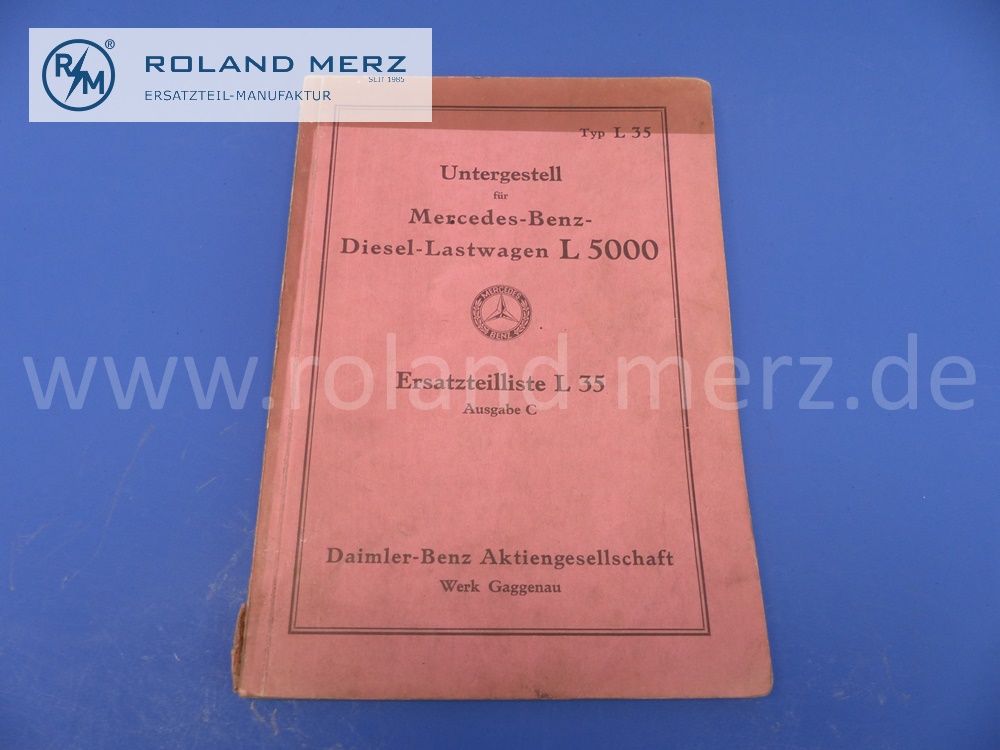 R/M®
ROLAND MERZ
SEIT 1985
ERSATZTEIL-MANUFAKTUR
Typ L 35
Untergestell
für
Mercedes-Benz-
Diesel-Lastwagen L 5000
MERCEDES
BENZ
www.roland-merz.de
Ersatzteilliste L 35
Ausgabe C
Daimler-Benz Aktiengesellschaft
Werk Gaggenau